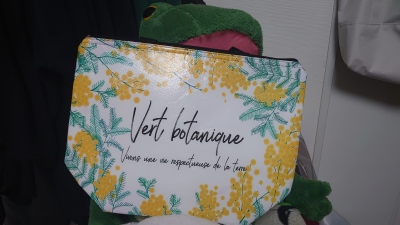 Vert botanique
Vivons une vie respectueuse de la terre